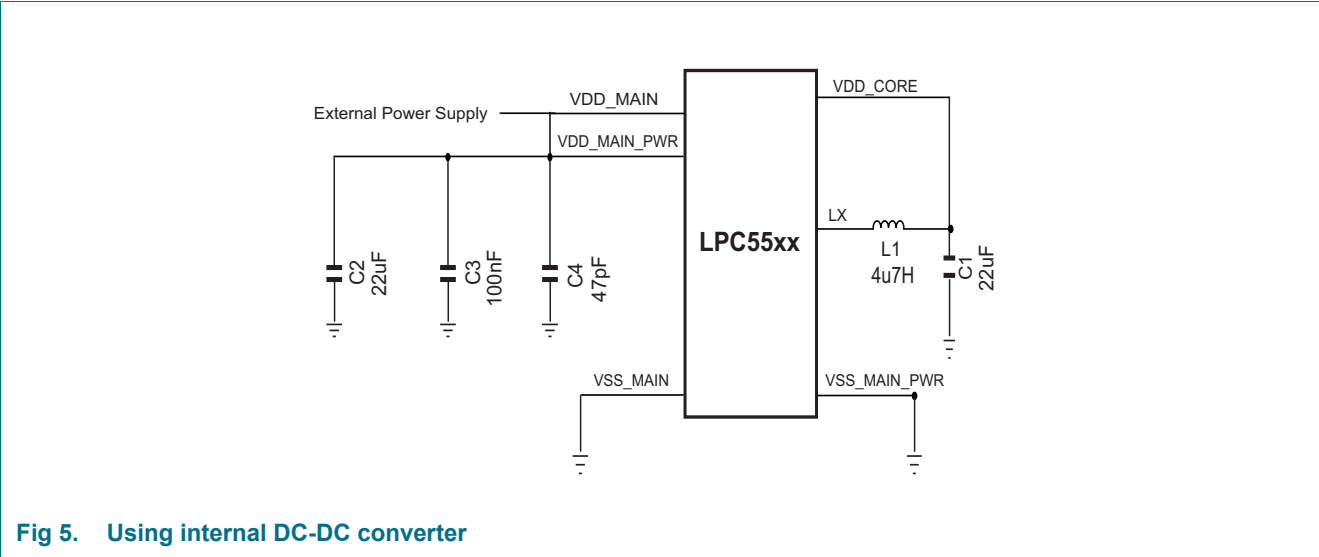 VDD_MAIN
VDD_CORE
External Power Supply
VDD_MAIN_PWR
LX
LPC55xx
L1
4u7H
C1
22uF
C2
22uF
C3
100nF
C4
47pF
VSS_MAIN
VSS_MAIN_PWR
Fig 5. Using internal DC-DC converter